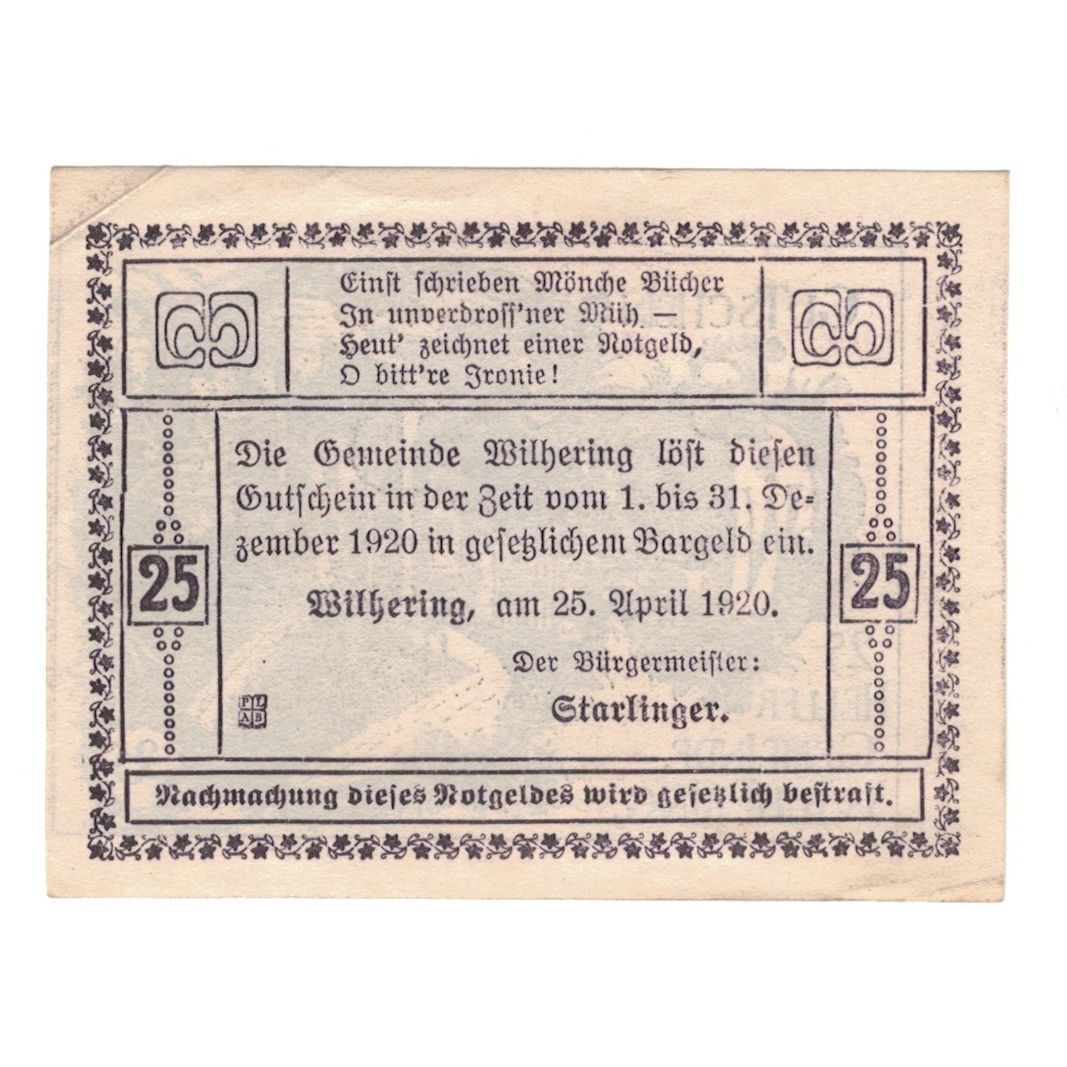 Einst schrieben Mönche Bücher
In unverdross'ner Müh —
Heut' zeichnet einer Notgeld,
O bitt're Ironie!
Die Gemeinde Wilhering löst diesen
Gutschein in der Zeit vom 1. bis 31. De-
zember 1920 in gesetzlichem Bargeld ein.
25
25
Wilhering, am 25. April 1920.
Der Bürgermeister:
Starlinger.
P L
A B
Nachmachung dieses Notgeldes wird gesetzlich bestraft.